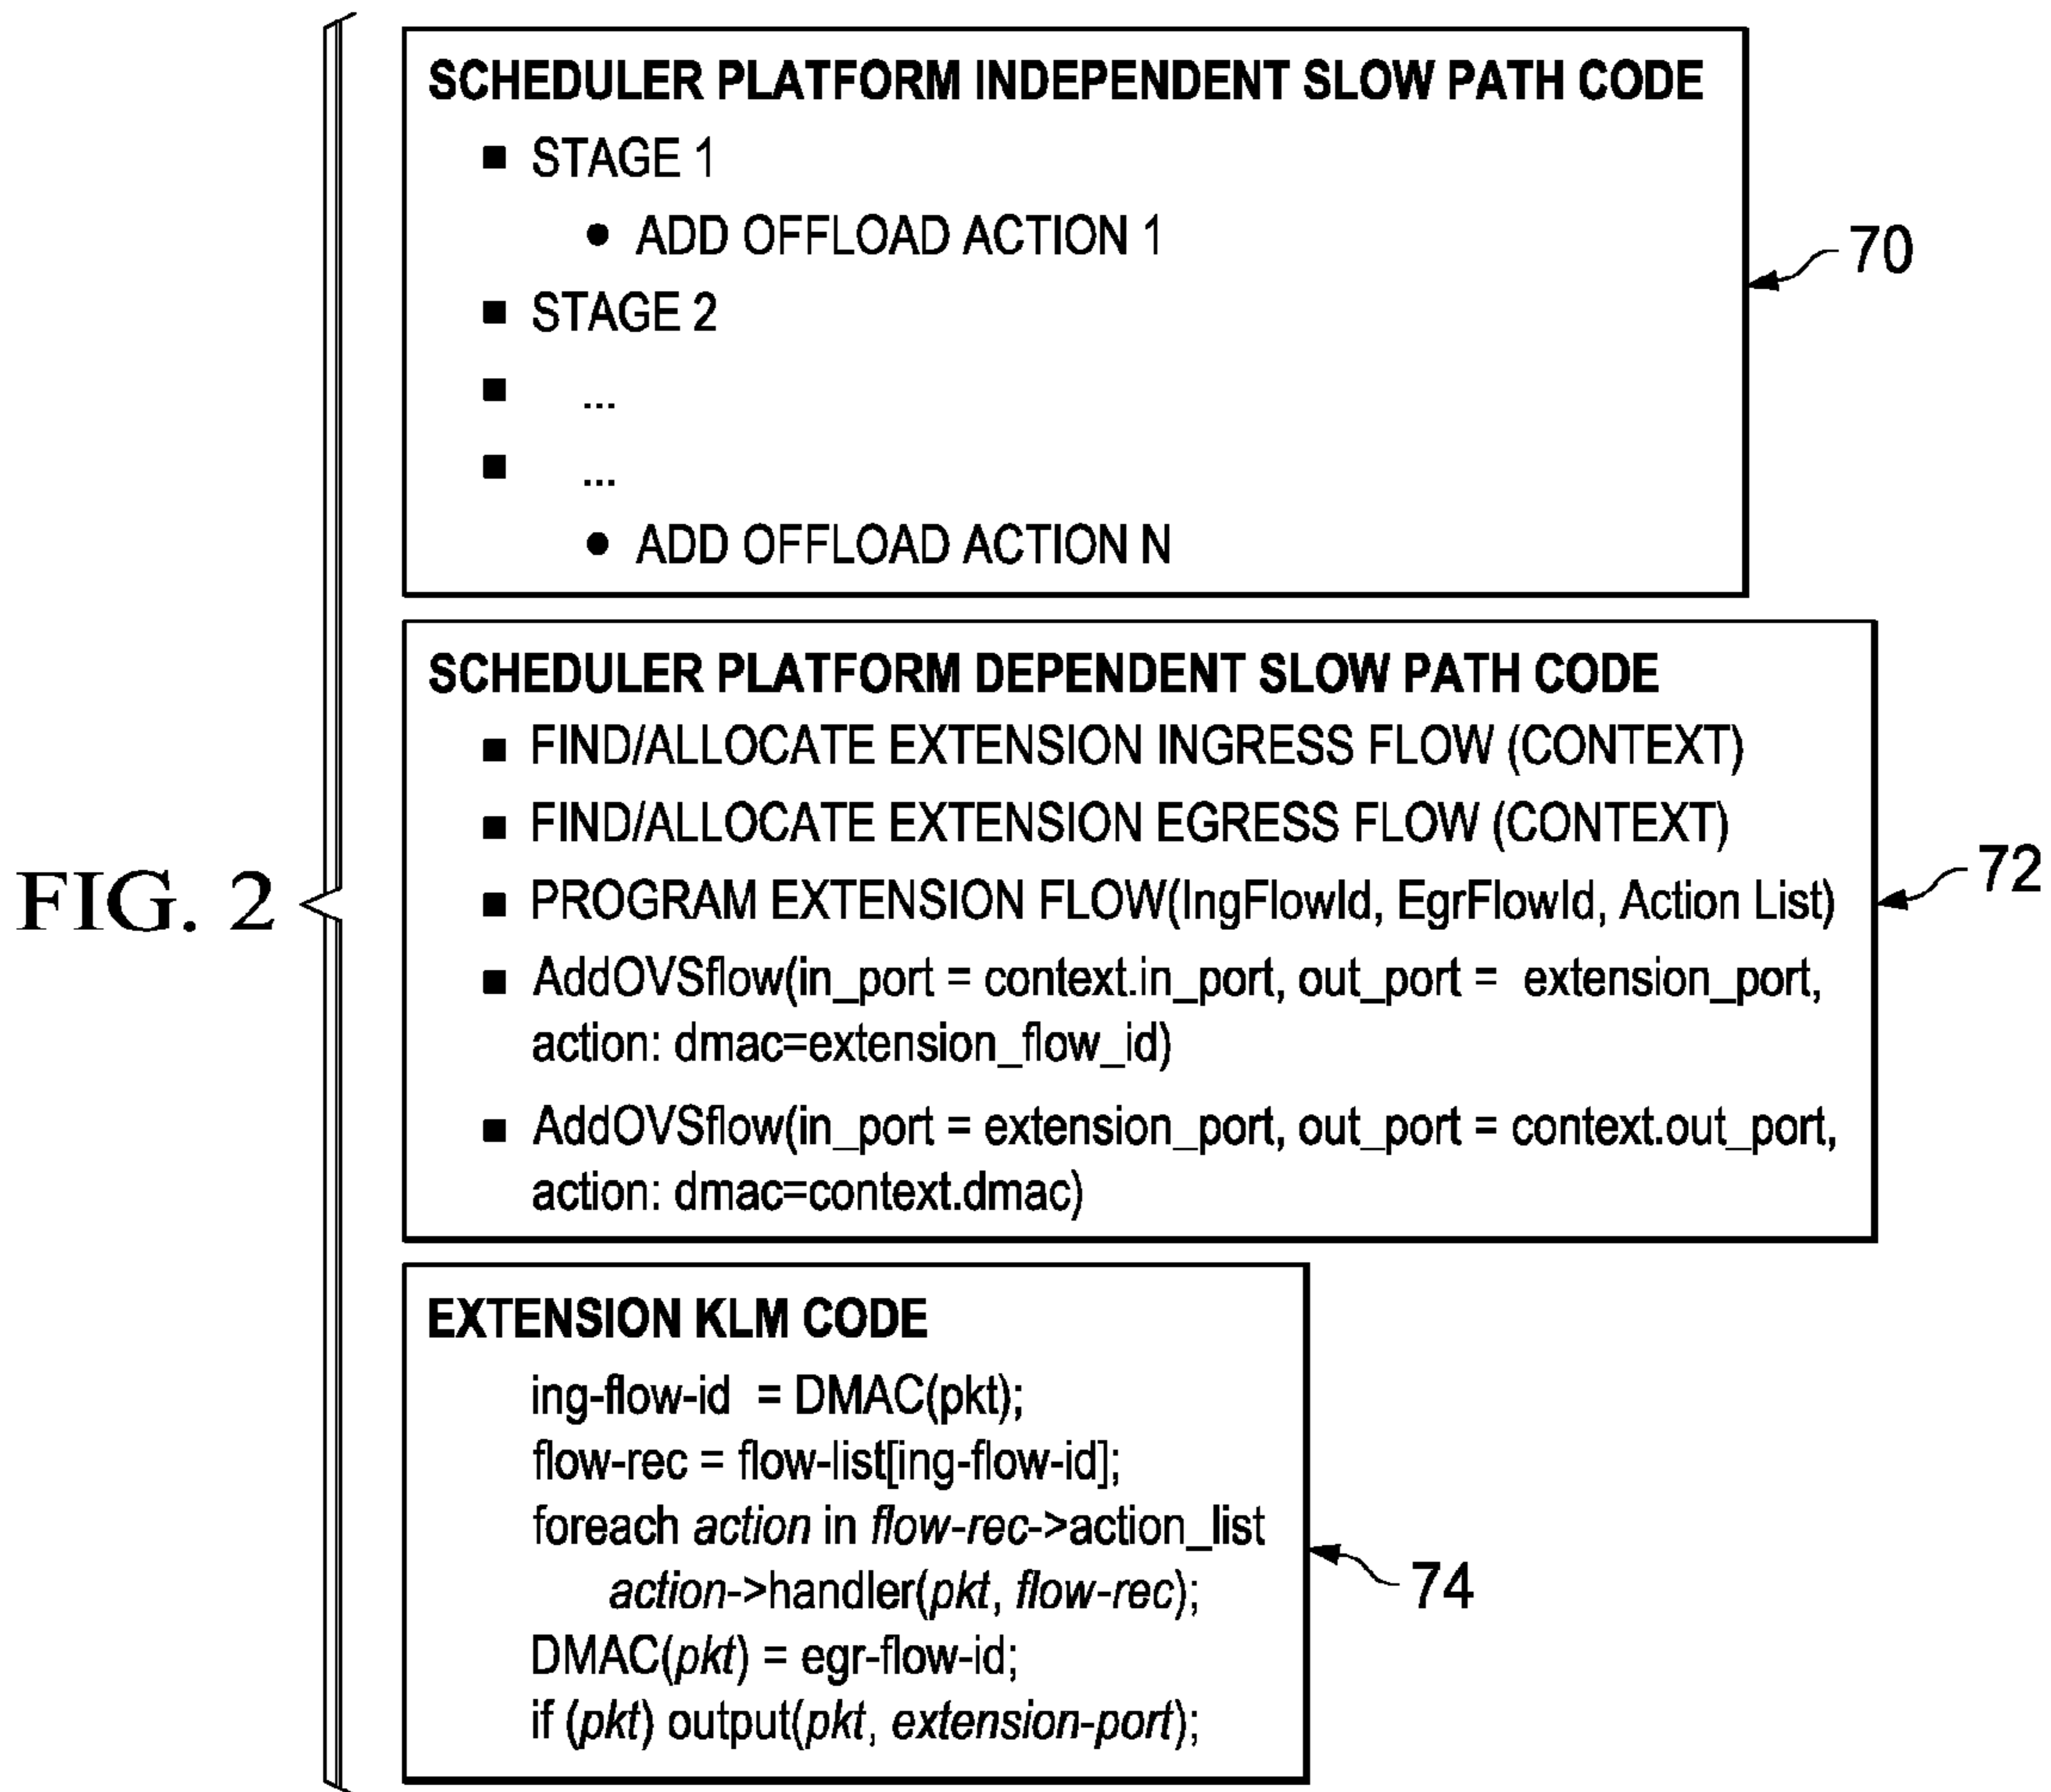 SCHEDULER PLATFORM INDEPENDENT SLOW PATH CODE
■ STAGE 1
● ADD OFFLOAD ACTION 1
■ STAGE 2
■ ...
■ ...
● ADD OFFLOAD ACTION N
70
SCHEDULER PLATFORM DEPENDENT SLOW PATH CODE
■ FIND/ALLOCATE EXTENSION INGRESS FLOW (CONTEXT)
■ FIND/ALLOCATE EXTENSION EGRESS FLOW (CONTEXT)
■ PROGRAM EXTENSION FLOW(IngFlowId, EgrFlowId, Action List)
■ AddOVSflow(in_port = context.in_port, out_port = extension_port,
action: dmac=extension_flow_id)
■ AddOVSflow(in_port = extension_port, out_port = context.out_port,
action: dmac=context.dmac)
72
FIG. 2
EXTENSION KLM CODE
ing-flow-id = DMAC(pkt);
flow-rec = flow-list[ing-flow-id];
foreach action in flow-rec->action_list
action->handler(pkt, flow-rec);
DMAC(pkt) = egr-flow-id;
if (pkt) output(pkt, extension-port);
74